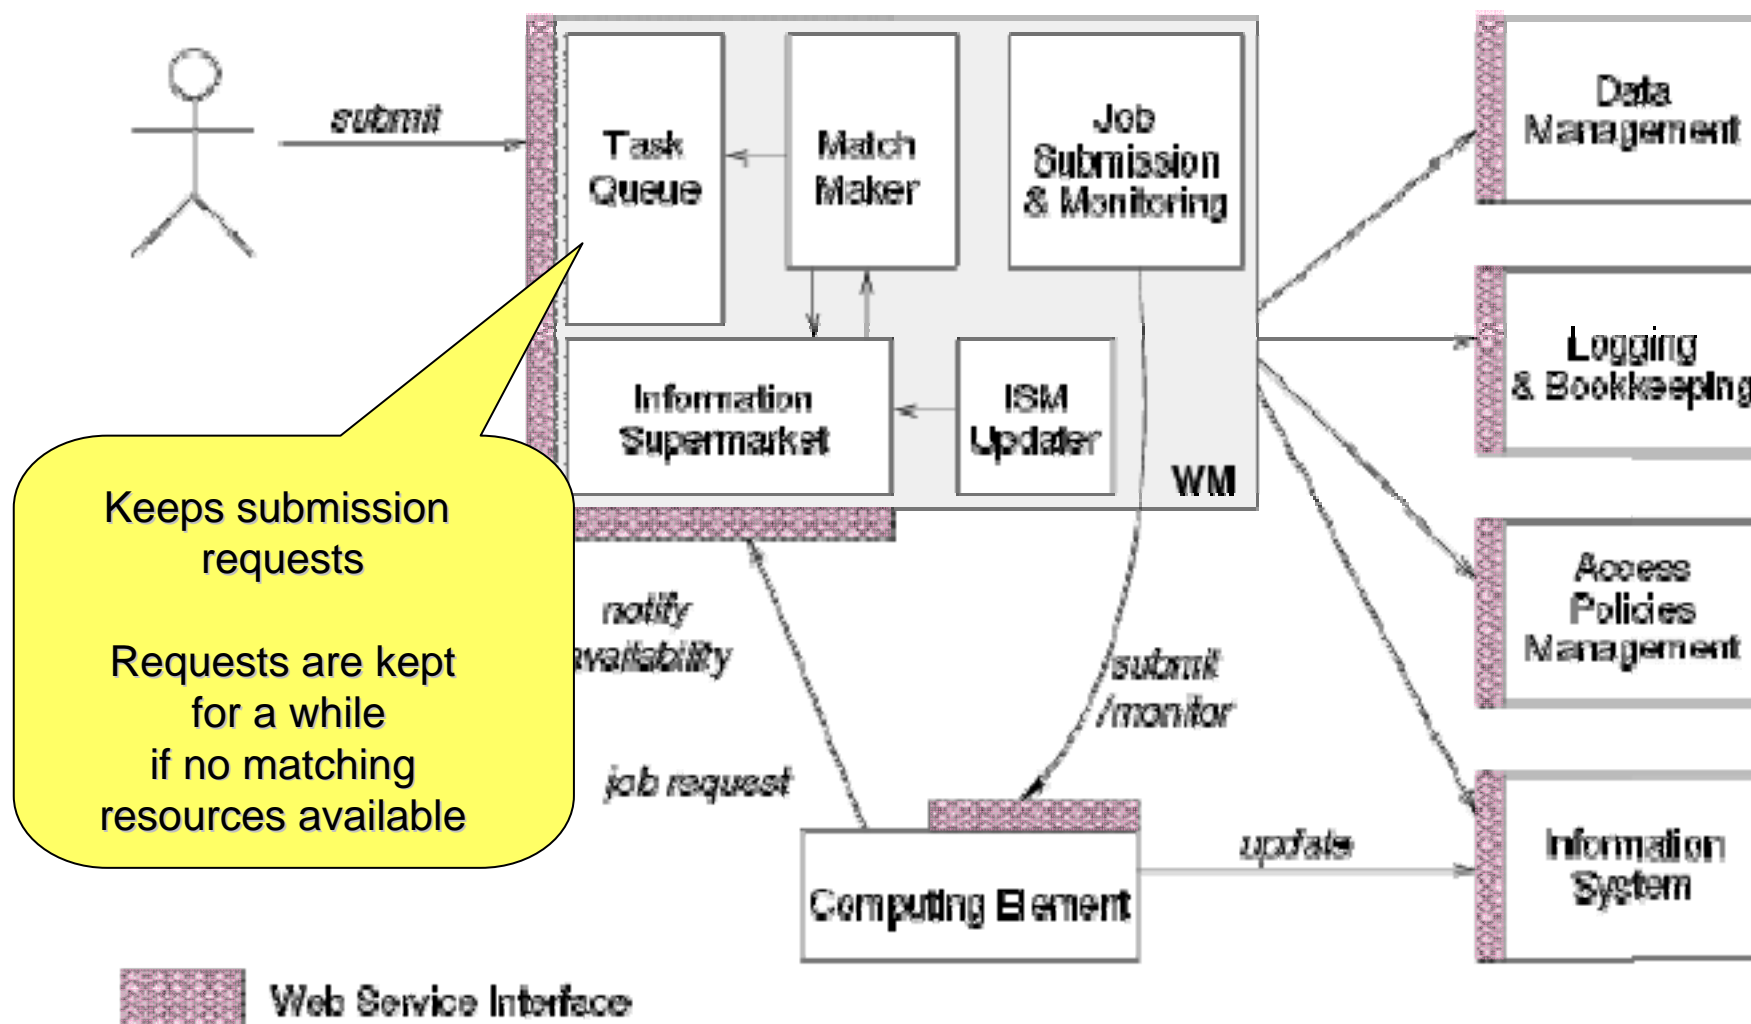 submit
Task
Queue
Match
Maker
Job
Submission
& Monitoring
Data
Management
Logging
& Bookkeeping
Information
Supermarket
ISM
Updater
WM
Keeps submission
requests
Requests are kept
for a while
if no matching
resources available
notify
availability
job request
submit
/monitor
Access
Policies
Management
update
Information
System
Computing Element
Web Service Interface